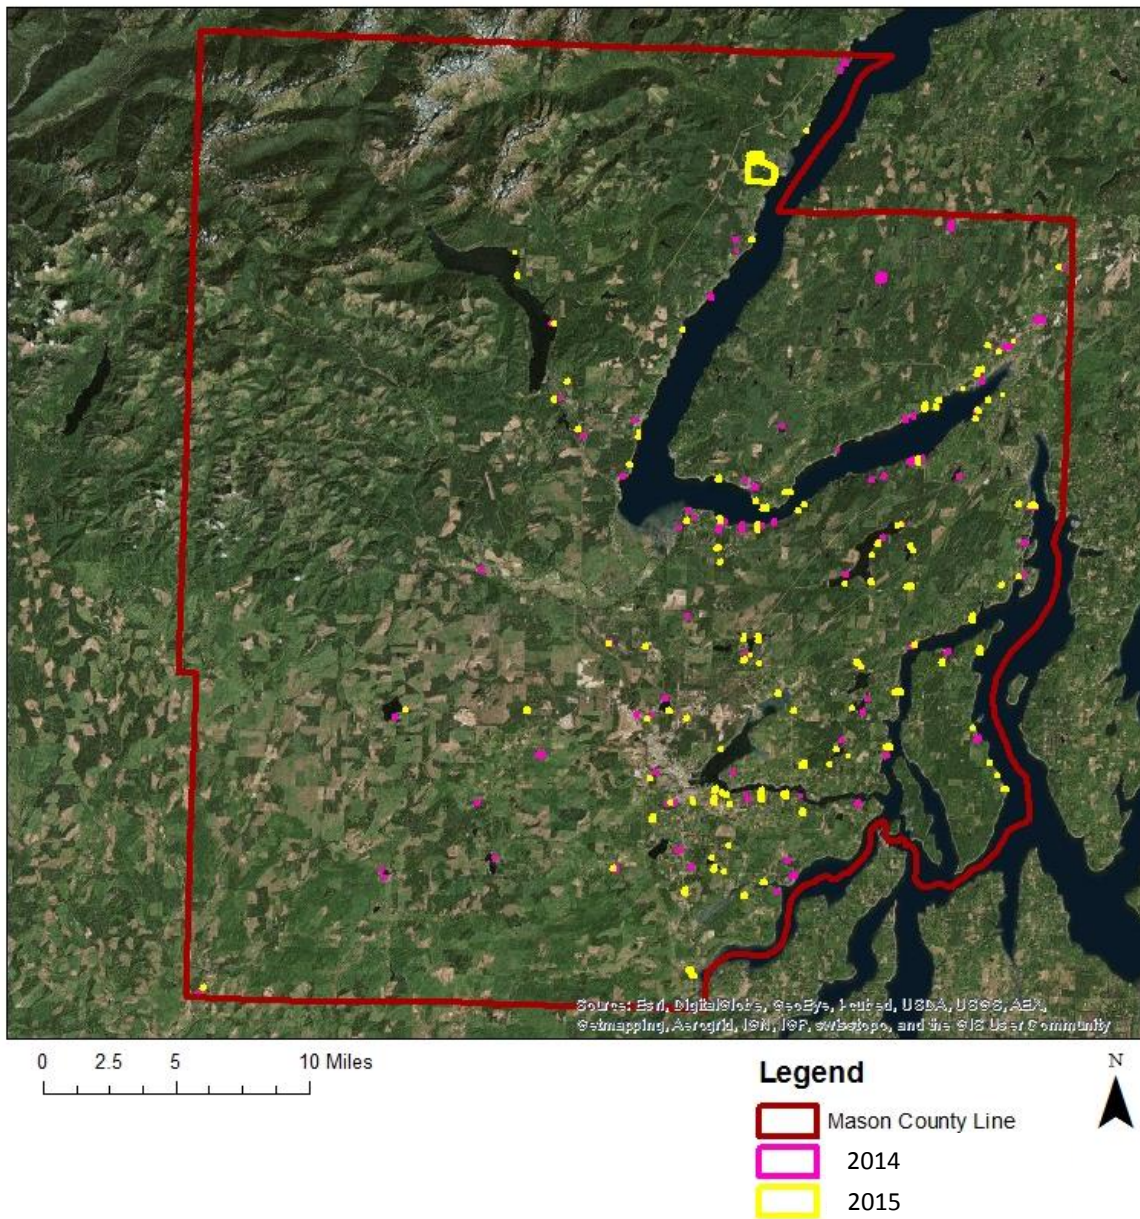 Source: Esri, DigitalGlobe, GeoEye, i-cubed, USDA, USGS, AEX,
Getmapping, Aerogrid, IGN, IGP, swisstopo, and the GIS User Community
0 2.5 5 10 Miles
N
Legend
Mason County Line
2014
2015